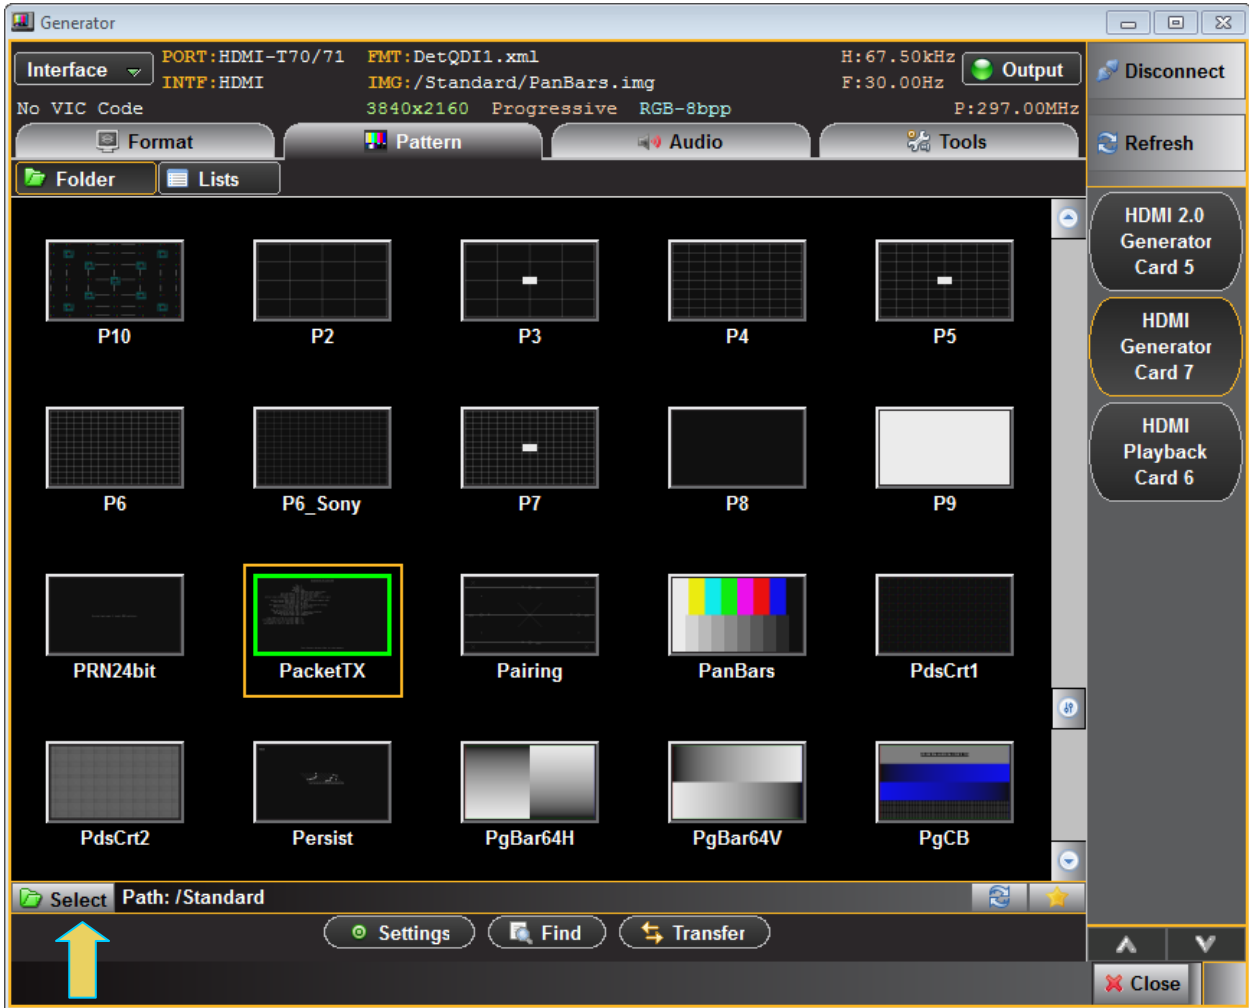 Generator
Interface
PORT:HDMI-T70/71 FMT:DetQDI1.xml H:67.50kHz
INTF:HDMI IMG:/Standard/PanBars.img F:30.00Hz
Output
No VIC Code 3840x2160 Progressive RGB-8bpp P:297.00MHz
Disconnect
Refresh
Format Pattern Audio Tools
Folder Lists
P10 P2 P3 P4 P5
P6 P6_Sony P7 P8 P9
PRN24bit PacketTX Pairing PanBars PdsCrt1
PdsCrt2 Persist PgBar64H PgBar64V PgCB
HDMI 2.0
Generator
Card 5
HDMI
Generator
Card 7
HDMI
Playback
Card 6
Select Path: /Standard
Settings Find Transfer
Close